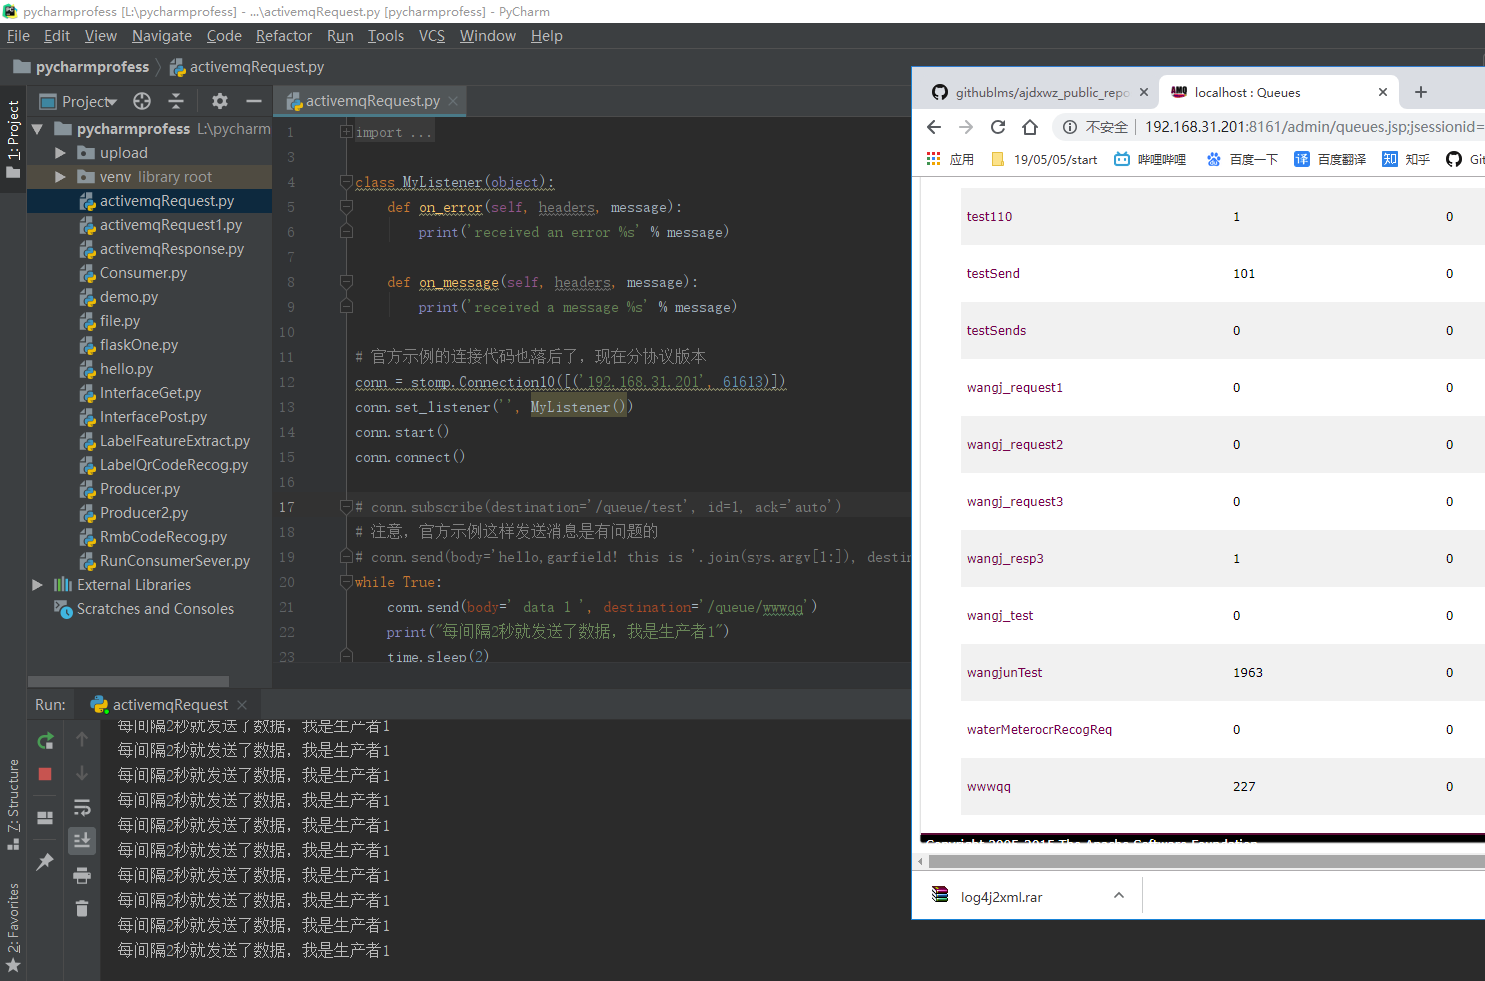 pycharmprofess [L:\pycharmprofess] - ...\activemqRequest.py [pycharmprofess] - PyCharm
File Edit View Navigate Code Refactor Run Tools VCS Window Help
pycharmprofess activemqRequest.py
1: Project
Project
pycharmprofess L:\pycharm
upload
venv library root
activemqRequest.py
activemqRequest1.py
activemqResponse.py
Consumer.py
demo.py
file.py
flaskOne.py
hello.py
InterfaceGet.py
InterfacePost.py
LabelFeatureExtract.py
LabelQrCodeRecog.py
Producer.py
Producer2.py
RmbCodeRecog.py
RunConsumerSever.py
External Libraries
Scratches and Consoles
activemqRequest.py
1 import ...
3
4 class MyListener(object):
5 def on_error(self, headers, message):
6 print('received an error %s' % message)
7
8 def on_message(self, headers, message):
9 print('received a message %s' % message)
10
11 # 官方示例的连接代码也落后了，现在分协议版本
12 conn = stomp.Connection10([('192.168.31.201', 61613)])
13 conn.set_listener('', MyListener())
14 conn.start()
15 conn.connect()
16
17 # conn.subscribe(destination='/queue/test', id=1, ack='auto')
18 # 注意，官方示例这样发送消息是有问题的
19 # conn.send(body='hello,garfield! this is '.join(sys.argv[1:]), destin
20 while True:
21 conn.send(body=' data 1 ', destination='/queue/wwwqq')
22 print("每间隔2秒就发送了数据，我是生产者1")
23 time.sleep(2)
Run: activemqRequest
每间隔2秒就发送了数据，我是生产者1
每间隔2秒就发送了数据，我是生产者1
每间隔2秒就发送了数据，我是生产者1
每间隔2秒就发送了数据，我是生产者1
每间隔2秒就发送了数据，我是生产者1
每间隔2秒就发送了数据，我是生产者1
每间隔2秒就发送了数据，我是生产者1
每间隔2秒就发送了数据，我是生产者1
每间隔2秒就发送了数据，我是生产者1
每间隔2秒就发送了数据，我是生产者1
7: Structure
2: Favorites
githublms/ajdxwz_public_repo
localhost : Queues
不安全 192.168.31.201:8161/admin/queues.jsp;jsessionid=
应用 19/05/05/start 哔哩哔哩 百度一下 译 百度翻译 知 知乎 Git
test110 1 0
testSend 101 0
testSends 0 0
wangj_request1 0 0
wangj_request2 0 0
wangj_request3 0 0
wangj_resp3 1 0
wangj_test 0 0
wangjunTest 1963 0
waterMeterocrRecogReq 0 0
wwwqq 227 0
Copyright 2005-2015 The Apache Software Foundation.
log4j2xml.rar